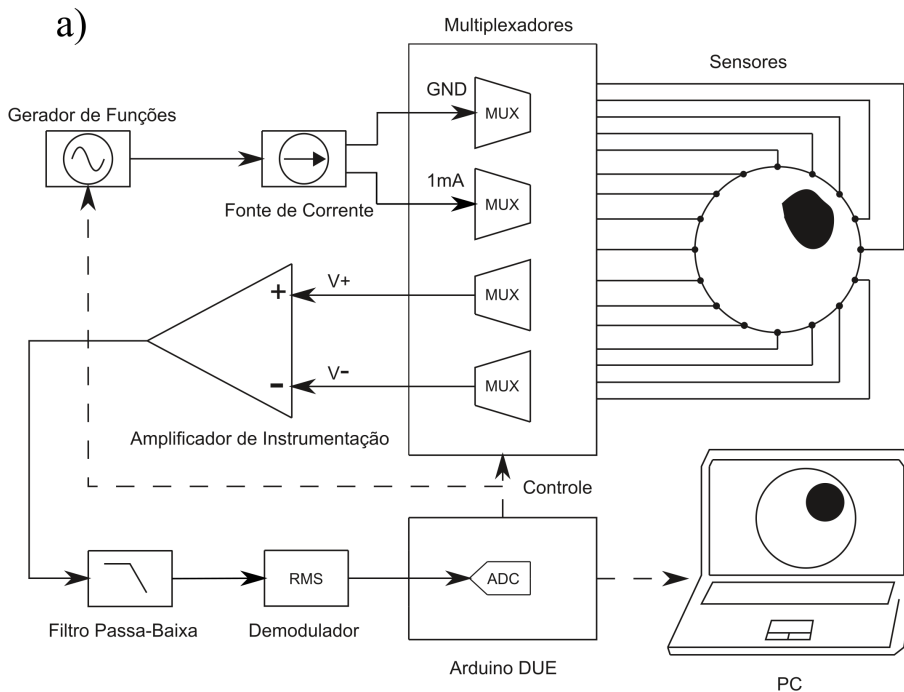 a)
Multiplexadores
Sensores
Gerador de Funções
GND
MUX
1mA
MUX
Fonte de Corrente
V+
MUX
+
V-
MUX
-
Amplificador de Instrumentação
Controle
RMS
ADC
Filtro Passa-Baixa
Demodulador
Arduino DUE
PC